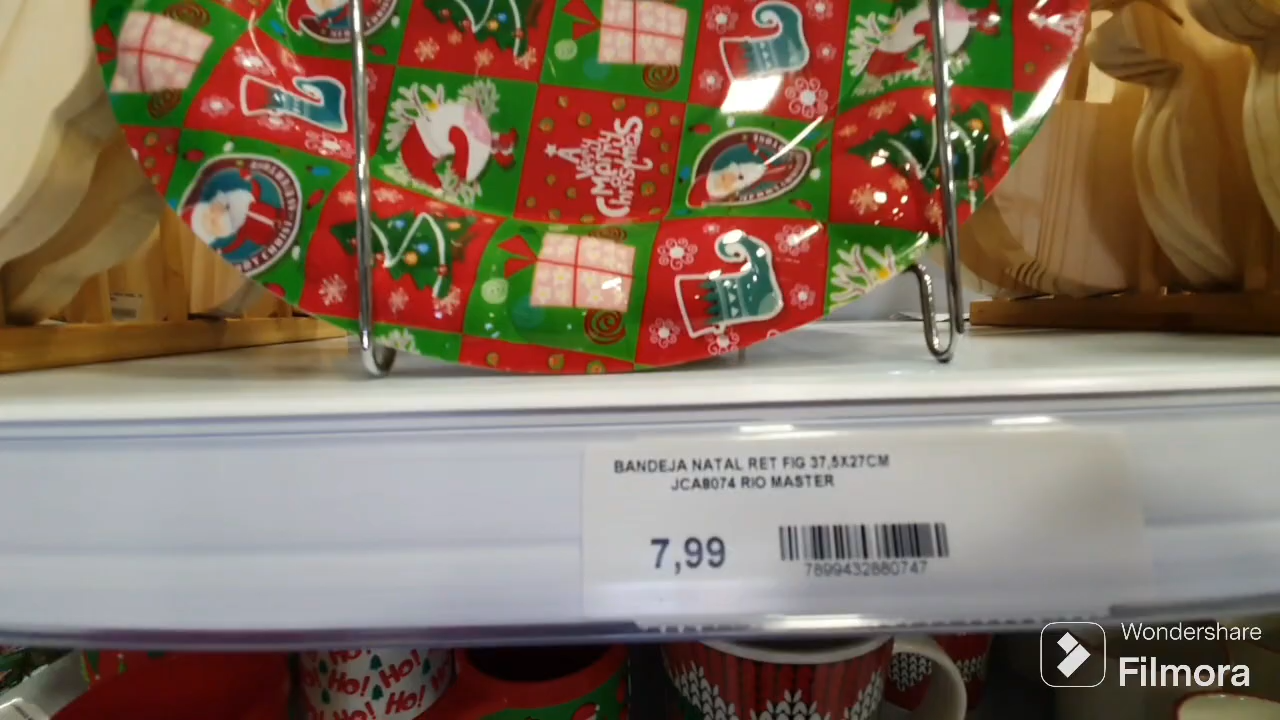 A
Very
Merry
Christmas
BANDEJA NATAL RET FIG 37,5X27CM
JCA8074 RIO MASTER
7,99
7899432880747
Ho!
Ho!
Ho! Ho!
Wondershare
Filmora